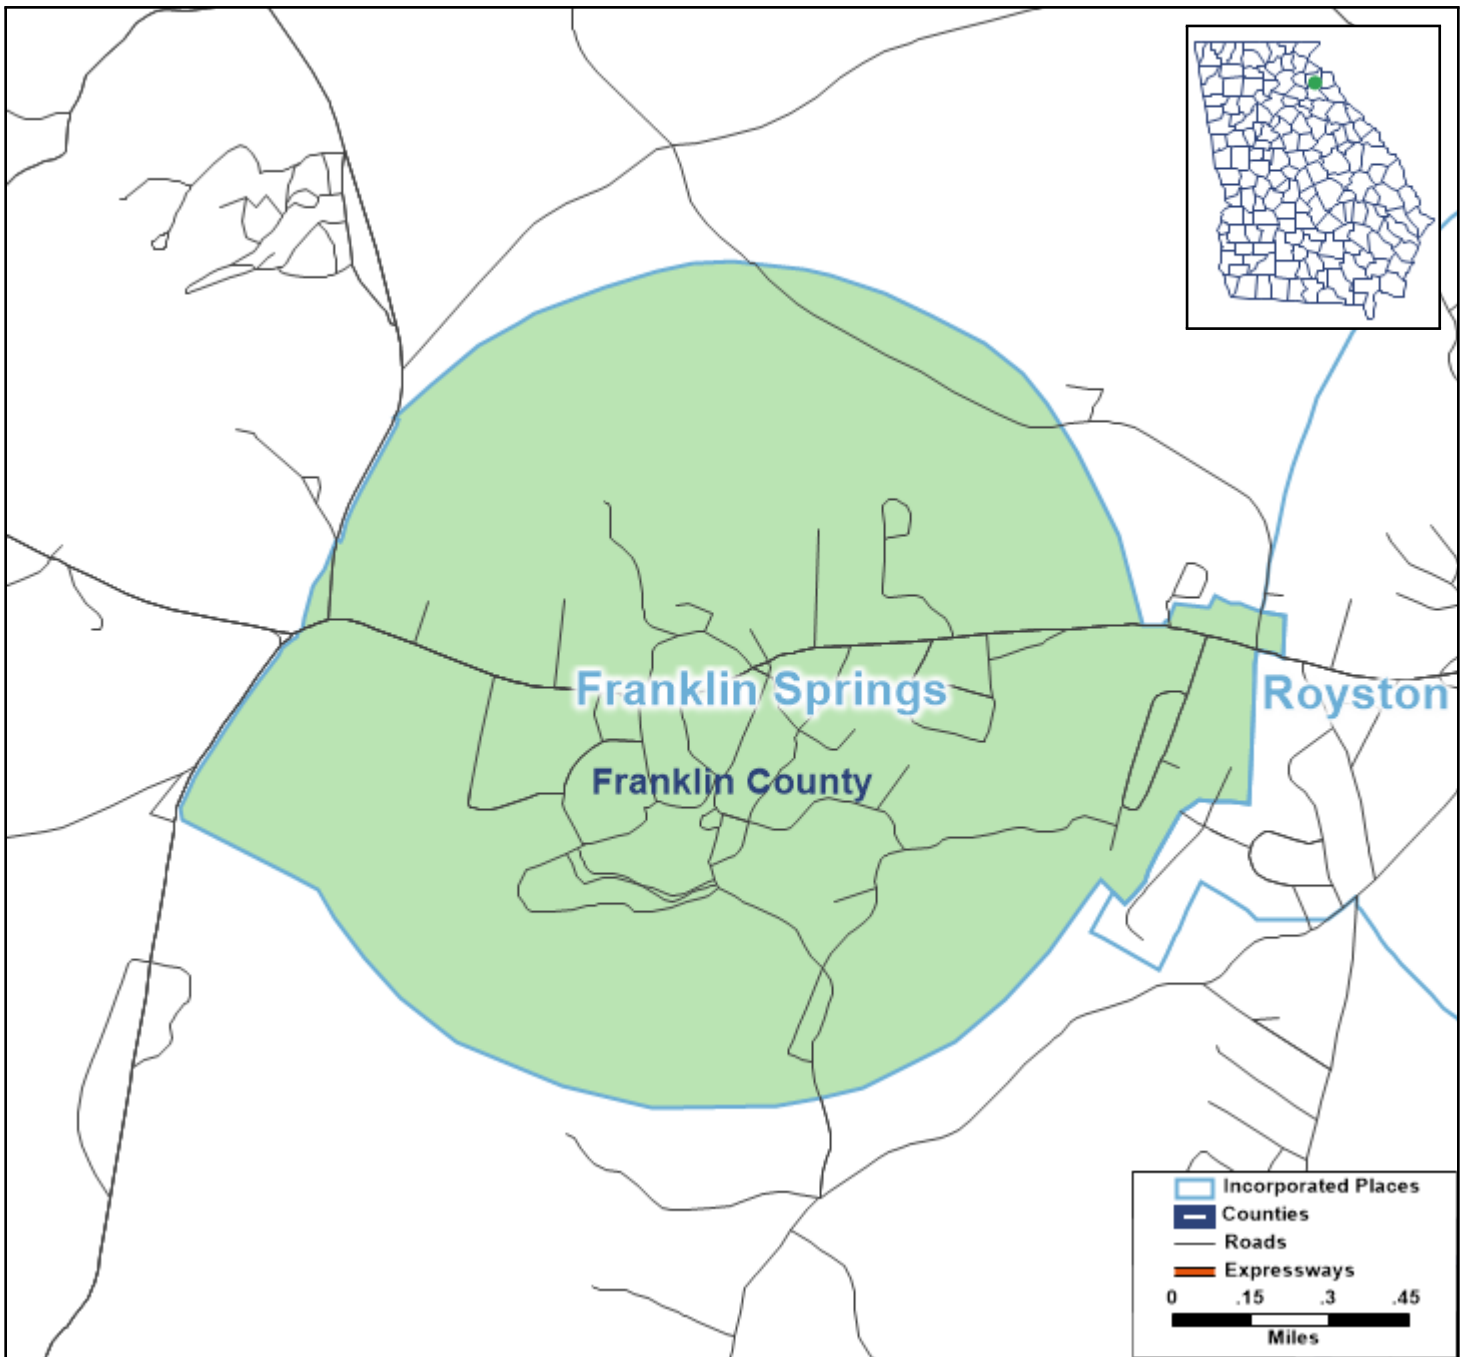 Franklin Springs
Royston
Franklin County
Incorporated Places
Counties
Roads
Expressways
0 .15 .3 .45
Miles